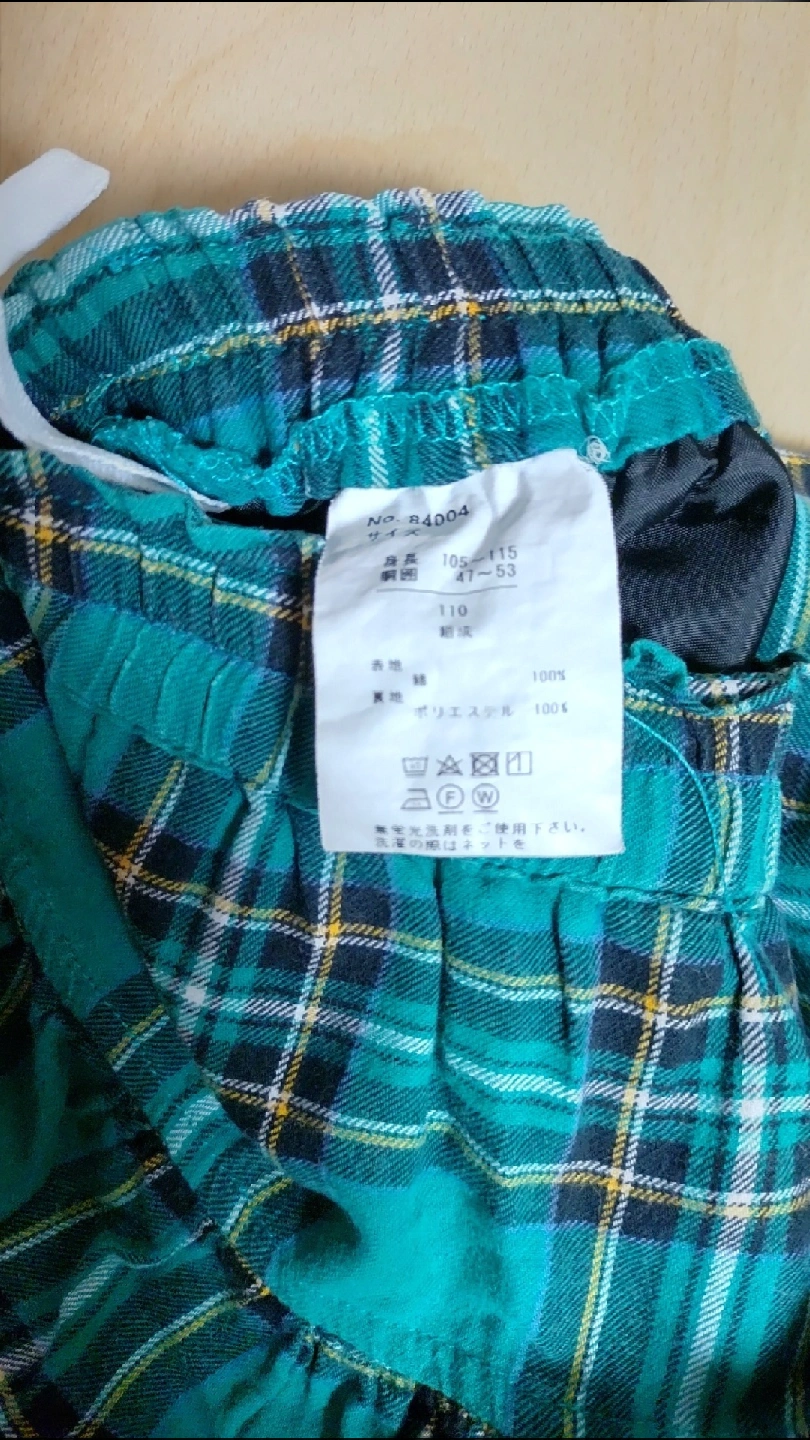 No. 84004
サイズ
身長 105~115
胴囲 47~53
110
組成
表地
綿 100%
裏地
ポリエステル 100%
F W
無蛍光洗剤をご使用下さい。
洗濯の際はネットを